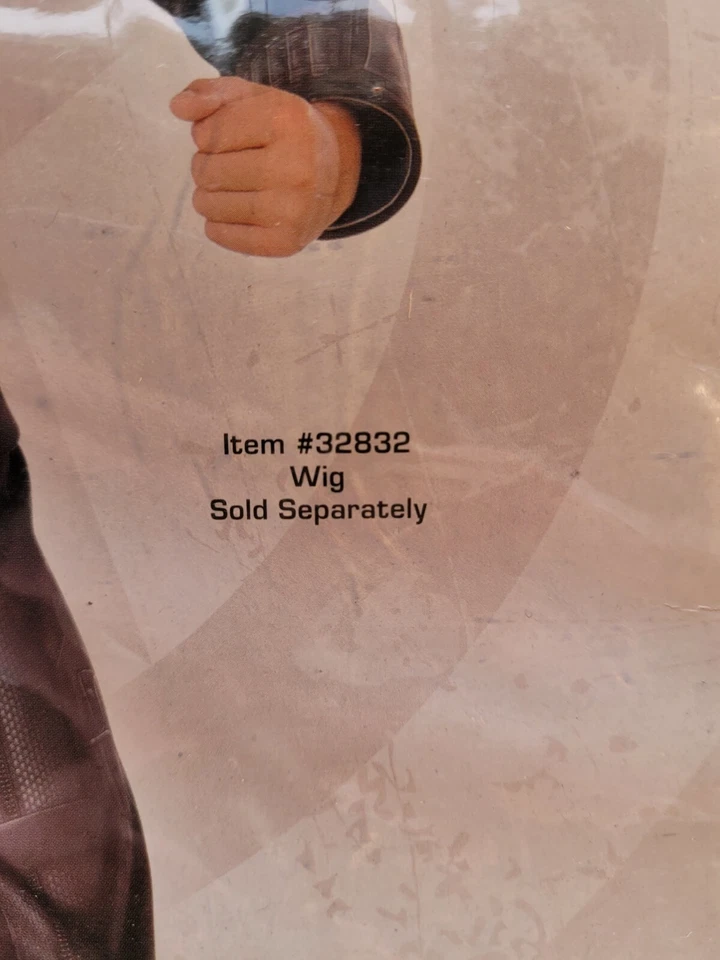 Item #32832
Wig
Sold Separately